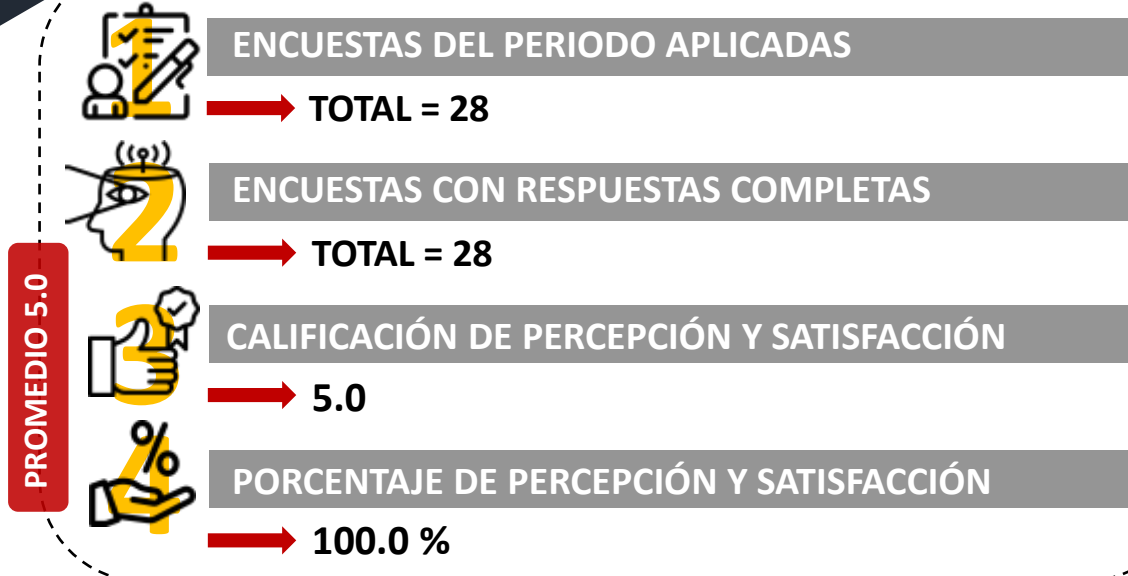 1
ENCUESTAS DEL PERIODO APLICADAS
TOTAL = 28
2
ENCUESTAS CON RESPUESTAS COMPLETAS
TOTAL = 28
PROMEDIO 5.0
3
CALIFICACIÓN DE PERCEPCIÓN Y SATISFACCIÓN
5.0
4
%
PORCENTAJE DE PERCEPCIÓN Y SATISFACCIÓN
100.0 %